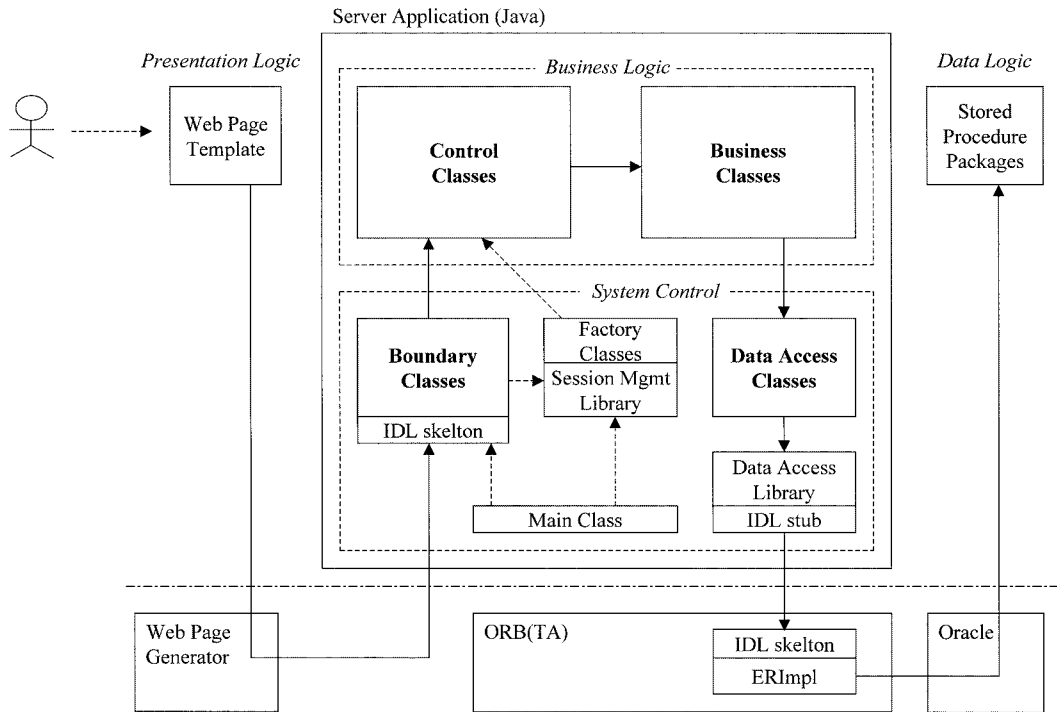 Server Application (Java)
Presentation Logic
Business Logic
Data Logic
Web Page
Template
Control
Classes
Business
Classes
Stored
Procedure
Packages
System Control
Boundary
Classes
IDL skelton
Factory
Classes
Session Mgmt
Library
Data Access
Classes
Data Access
Library
IDL stub
Main Class
Web Page
Generator
ORB(TA)
IDL skelton
ERImpl
Oracle